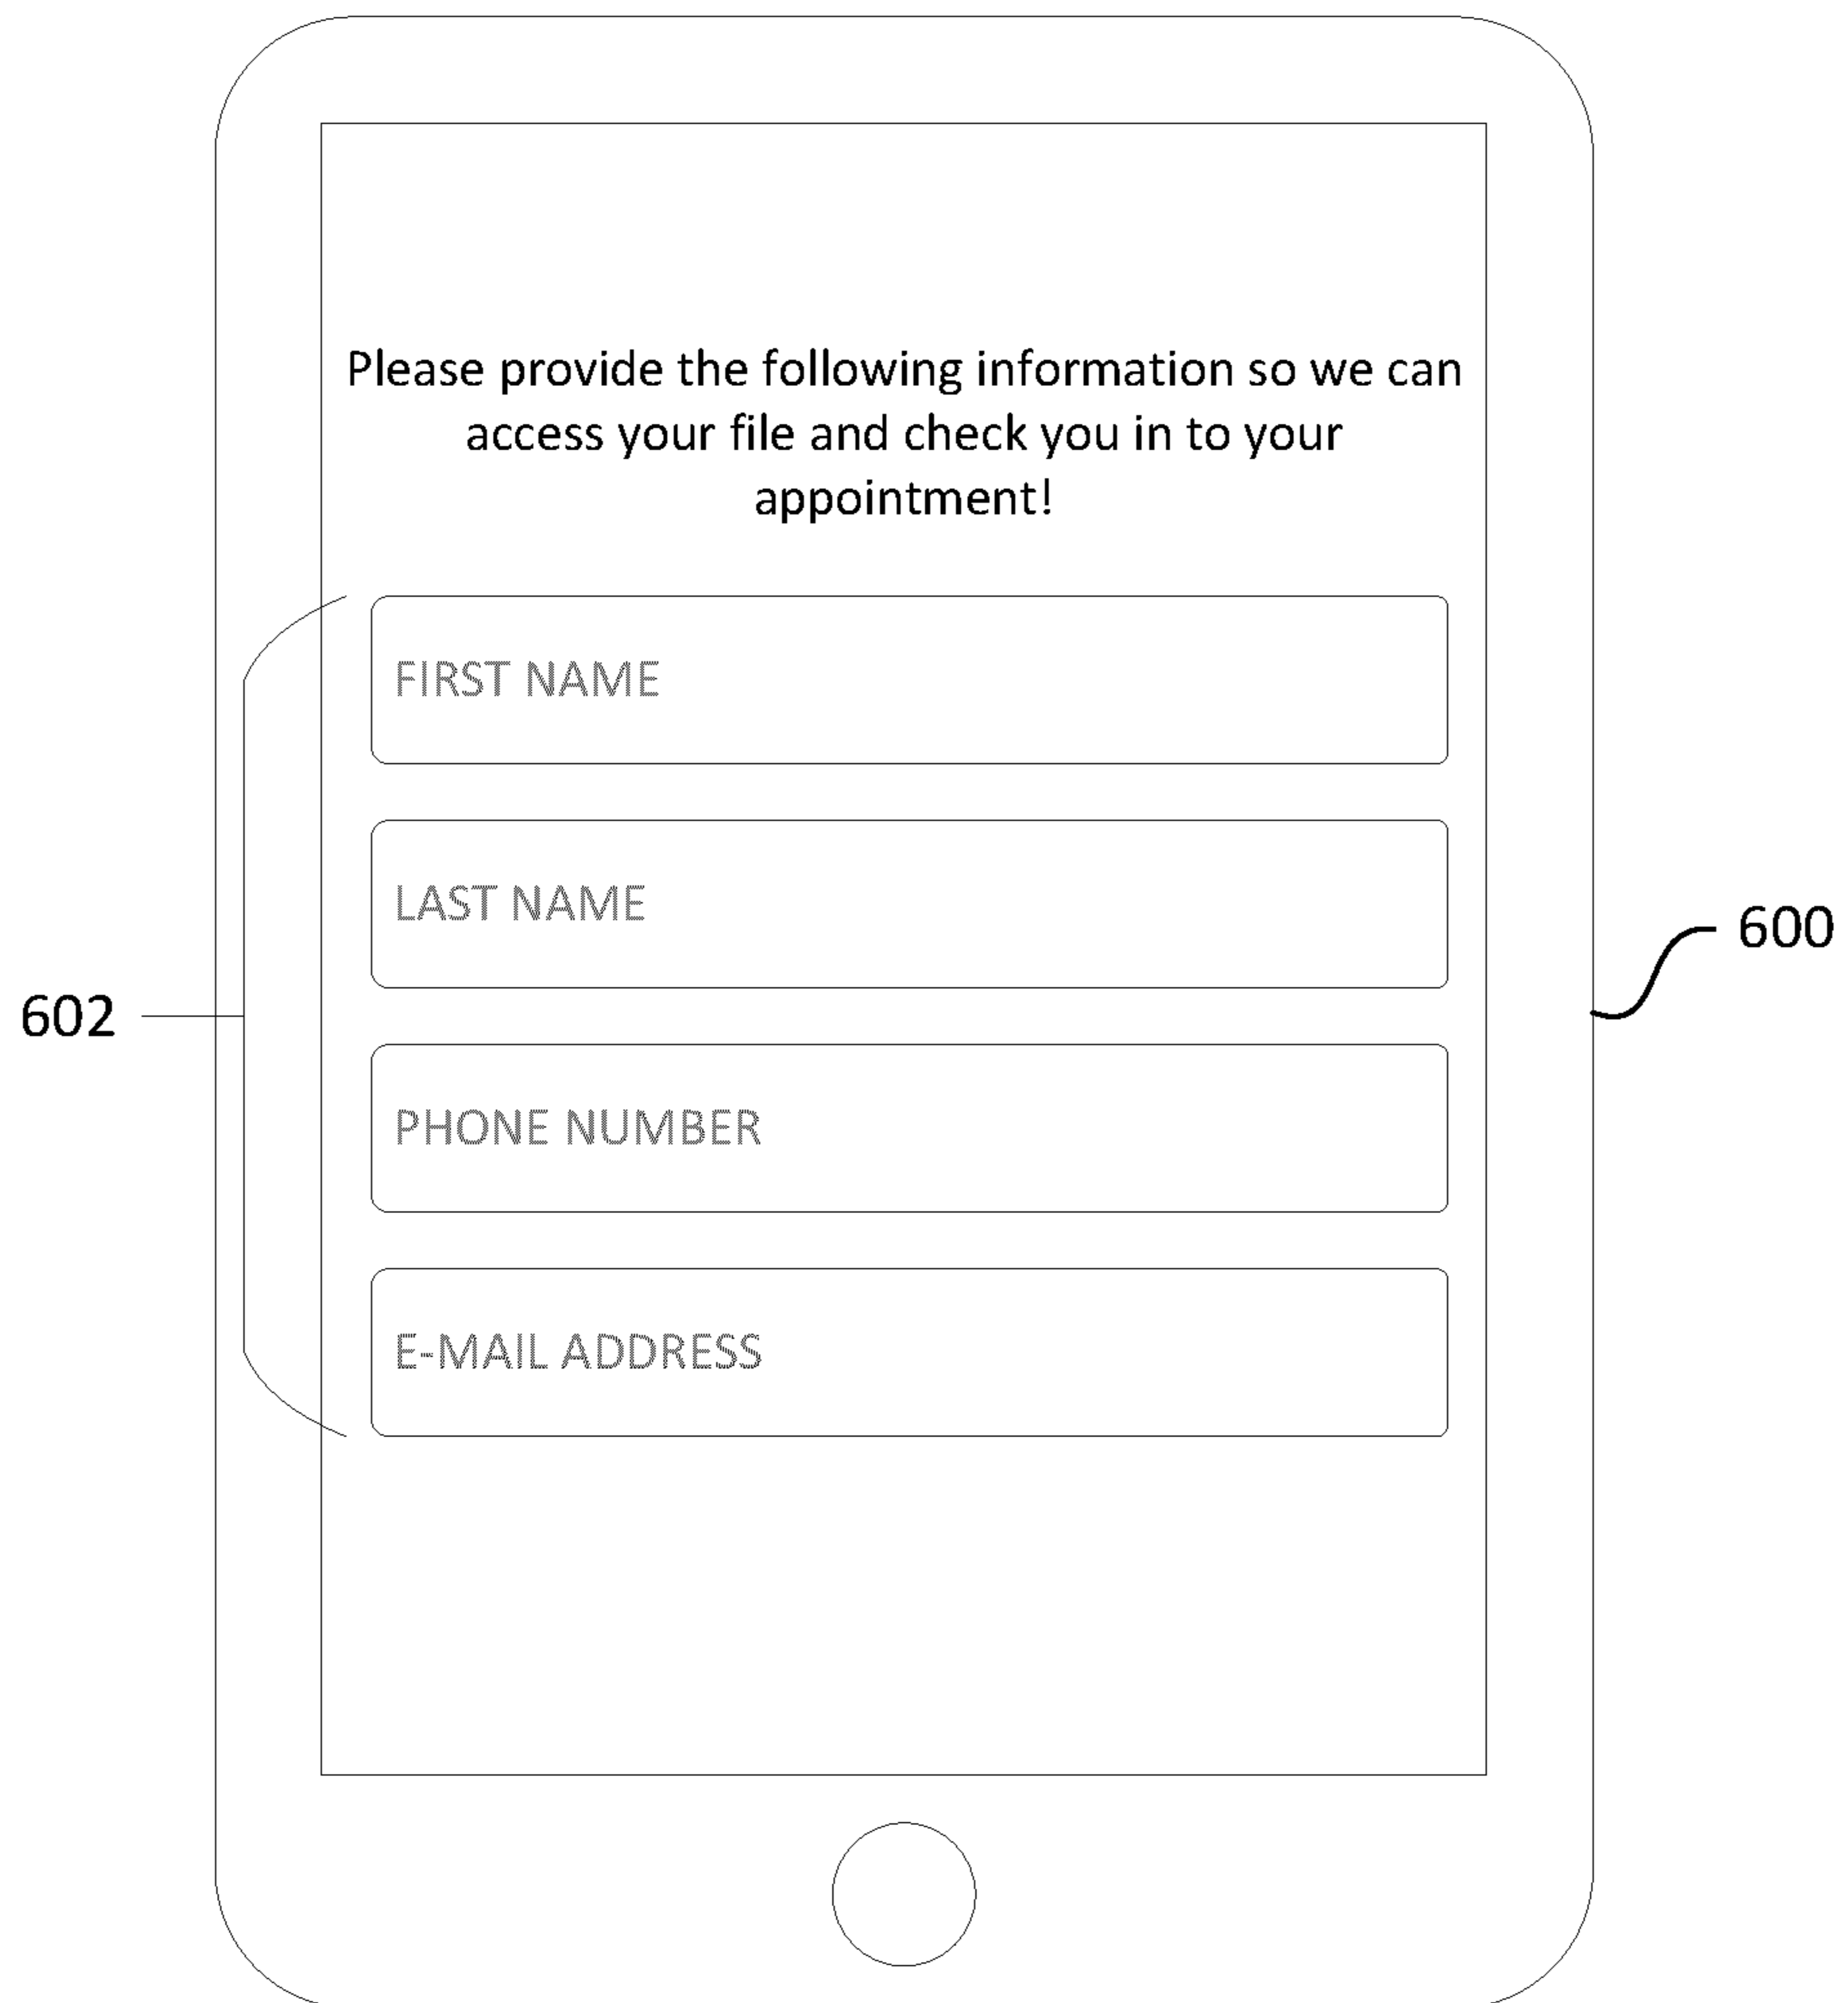 Please provide the following information so we can
access your file and check you in to your
appointment!
FIRST NAME
LAST NAME
600
602
PHONE NUMBER
E-MAIL ADDRESS